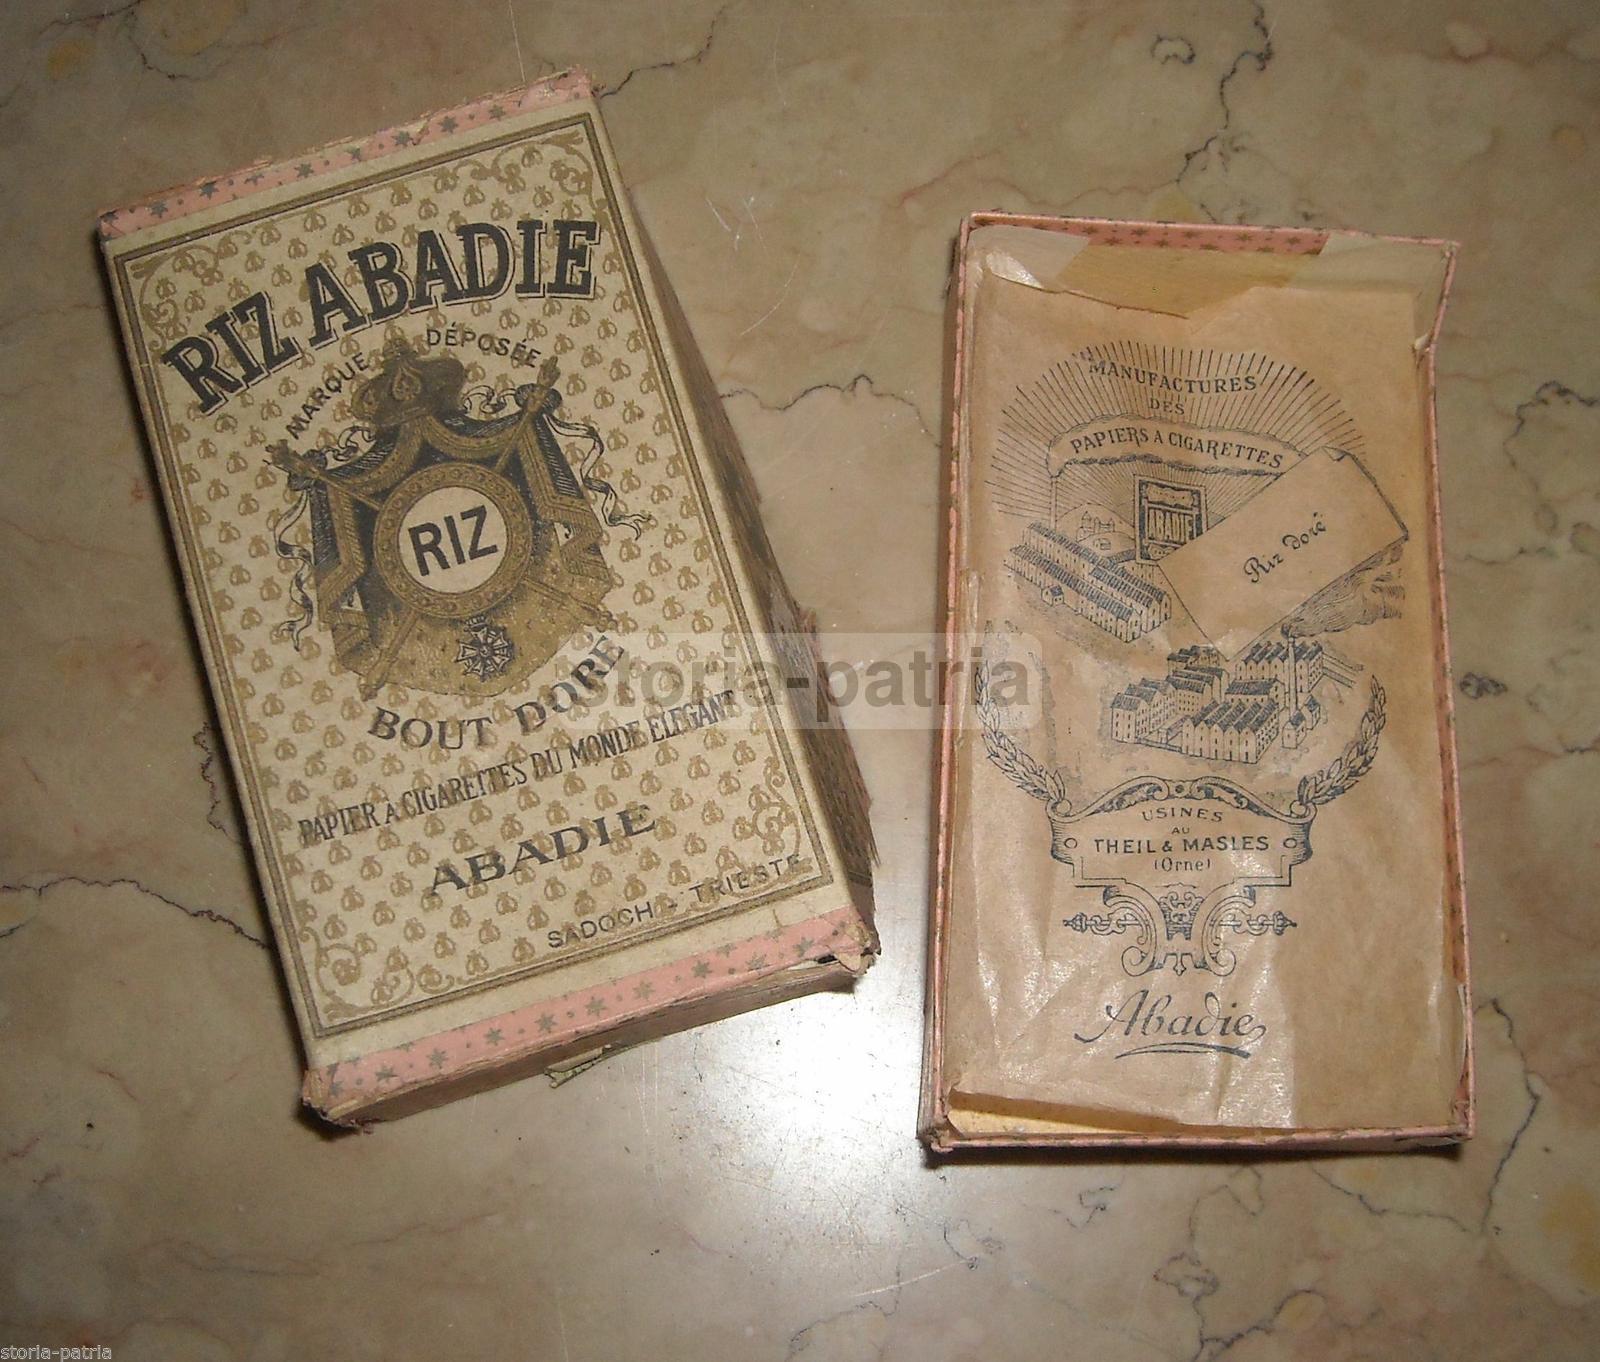 RIZ ABADIE
MARQUE DÉPOSÉE
RIZ
BOUT DORÉ
PAPIER A CIGARETTES DU MONDE ELEGANT
ABADIE
SADOCH - TRIESTE
MANUFACTURES
DES
PAPIERS A CIGARETTES
ABADIE
Riz doré
USINES
AU
THEIL & MASLES
(Orne)
Abadie
storia-patria
storia-patria